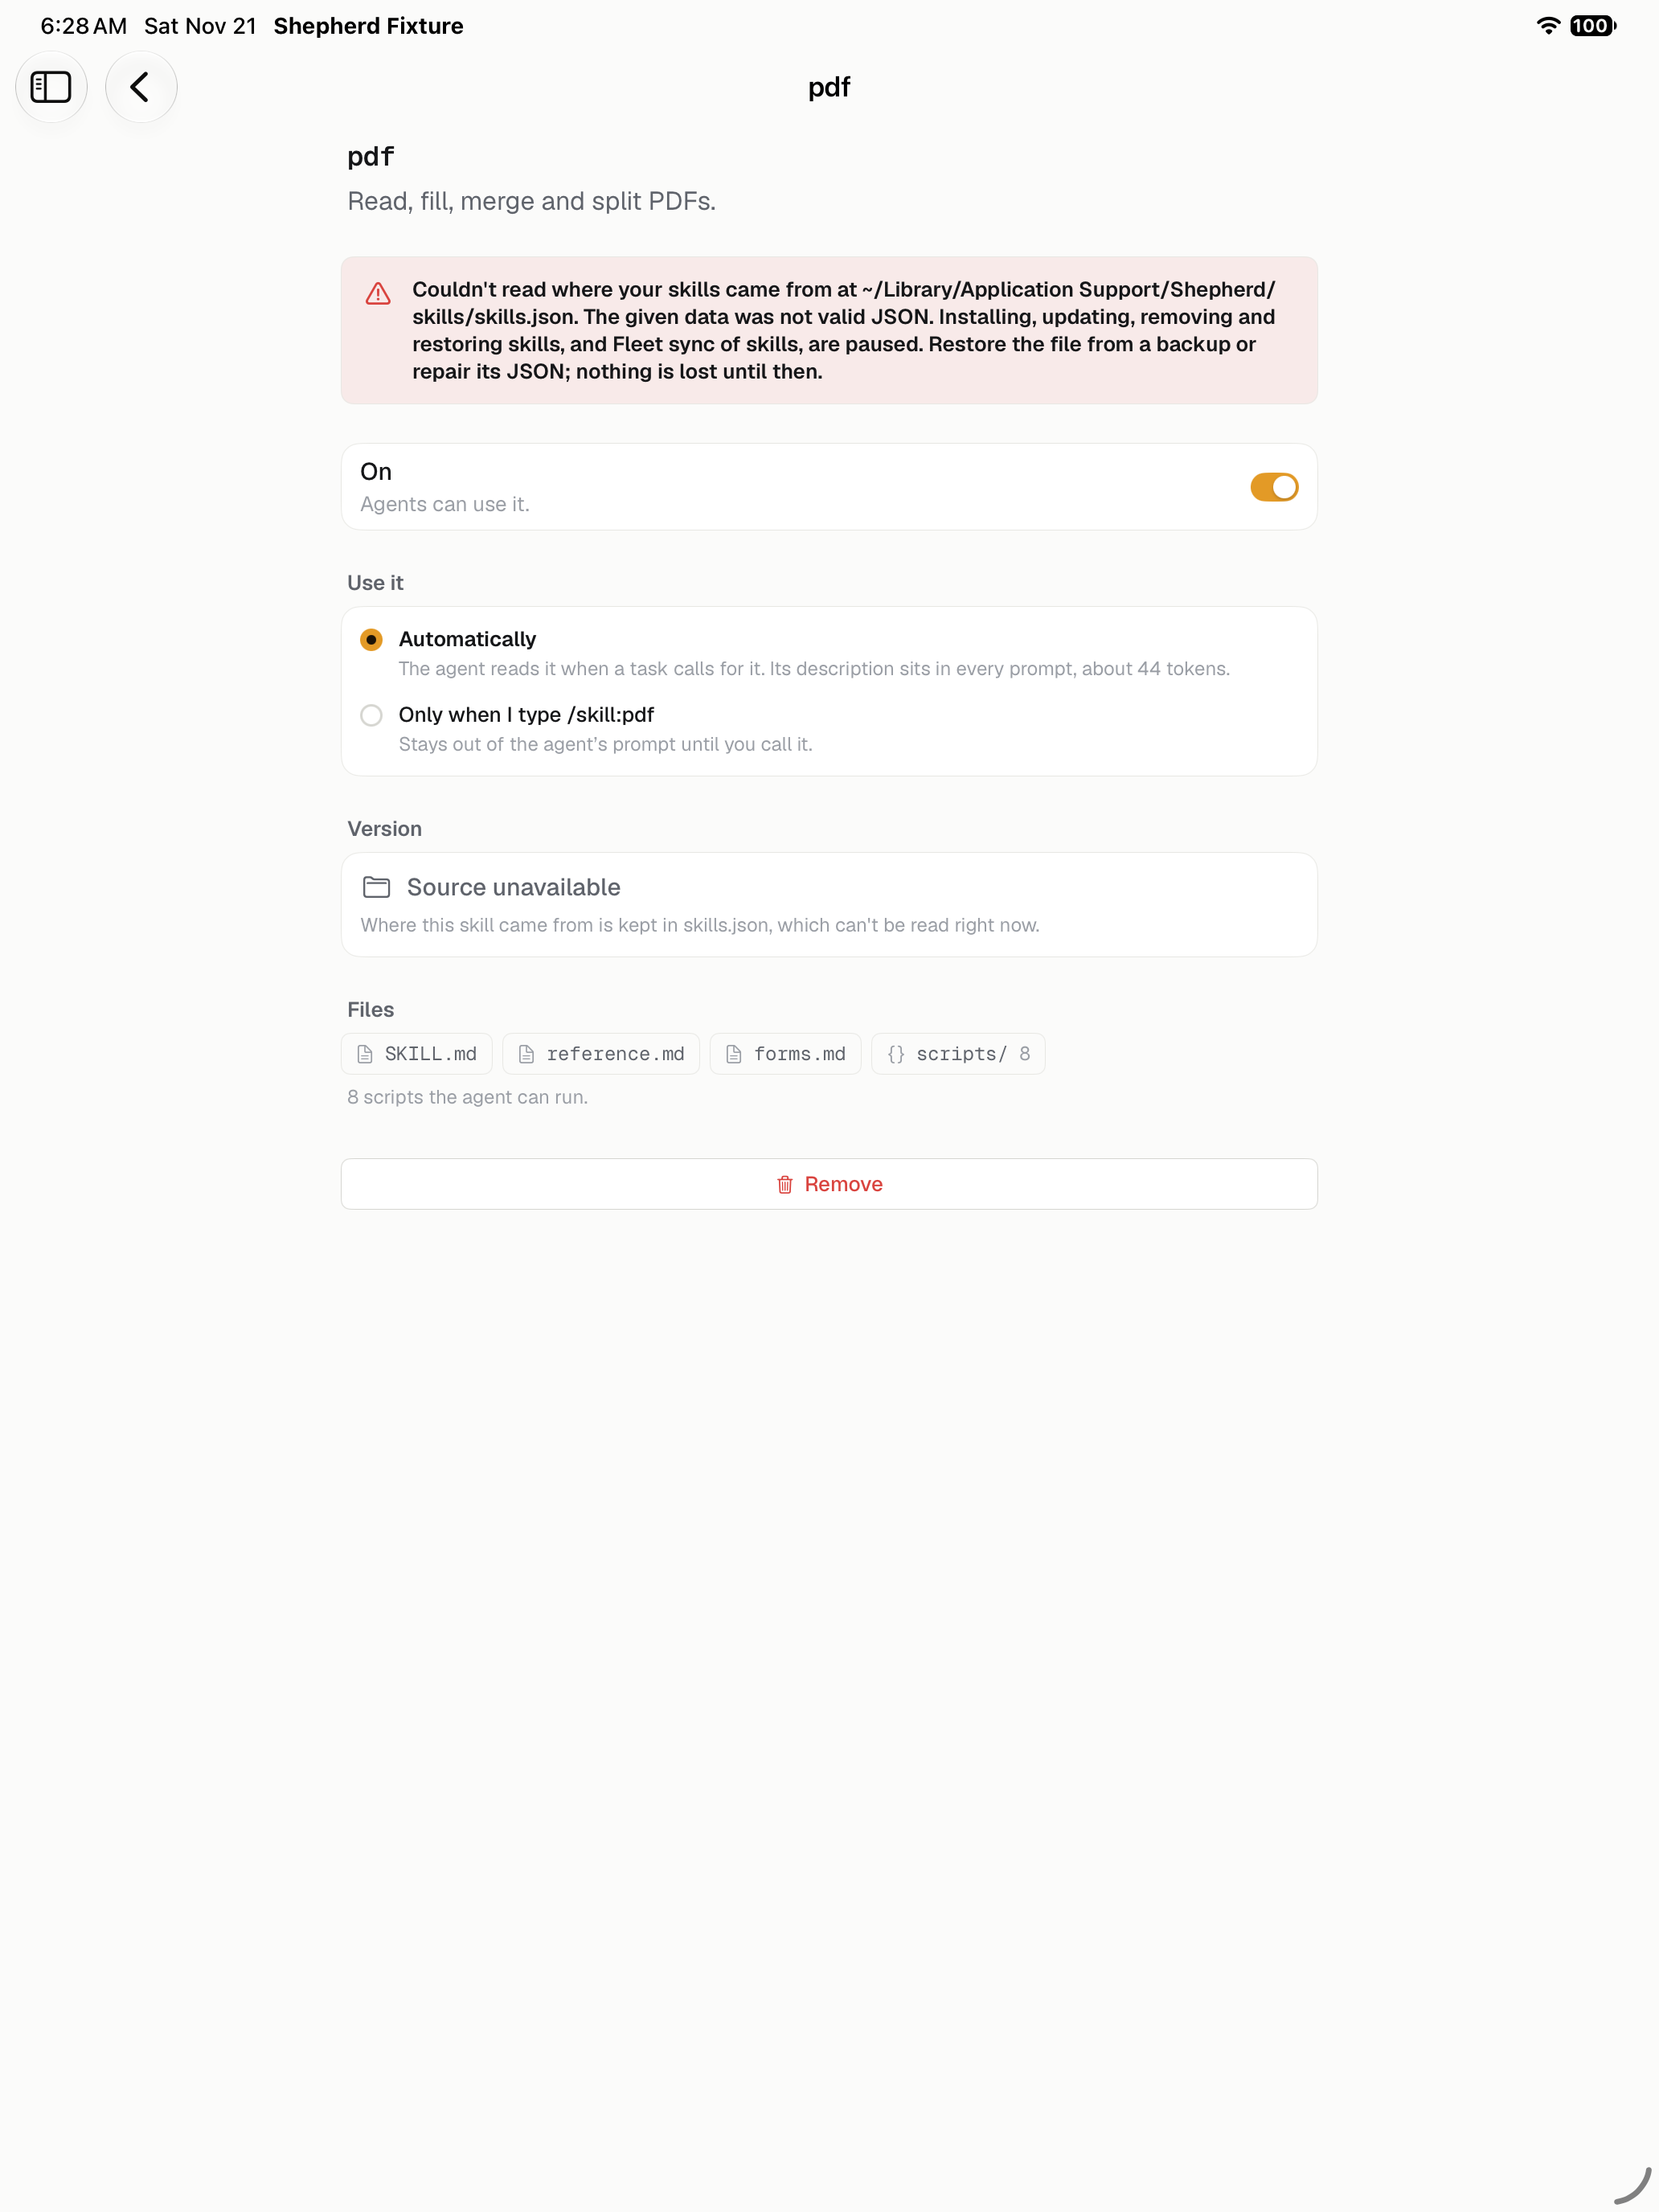 6:28 AM Sat Nov 21 Shepherd Fixture
100
pdf
pdf
Read, fill, merge and split PDFs.
Couldn't read where your skills came from at ~/Library/Application Support/Shepherd/
skills/skills.json. The given data was not valid JSON. Installing, updating, removing and
restoring skills, and Fleet sync of skills, are paused. Restore the file from a backup or
repair its JSON; nothing is lost until then.
On
Agents can use it.
Use it
Automatically
The agent reads it when a task calls for it. Its description sits in every prompt, about 44 tokens.
Only when I type /skill:pdf
Stays out of the agent’s prompt until you call it.
Version
Source unavailable
Where this skill came from is kept in skills.json, which can't be read right now.
Files
SKILL.md reference.md forms.md {} scripts/ 8
8 scripts the agent can run.
Remove